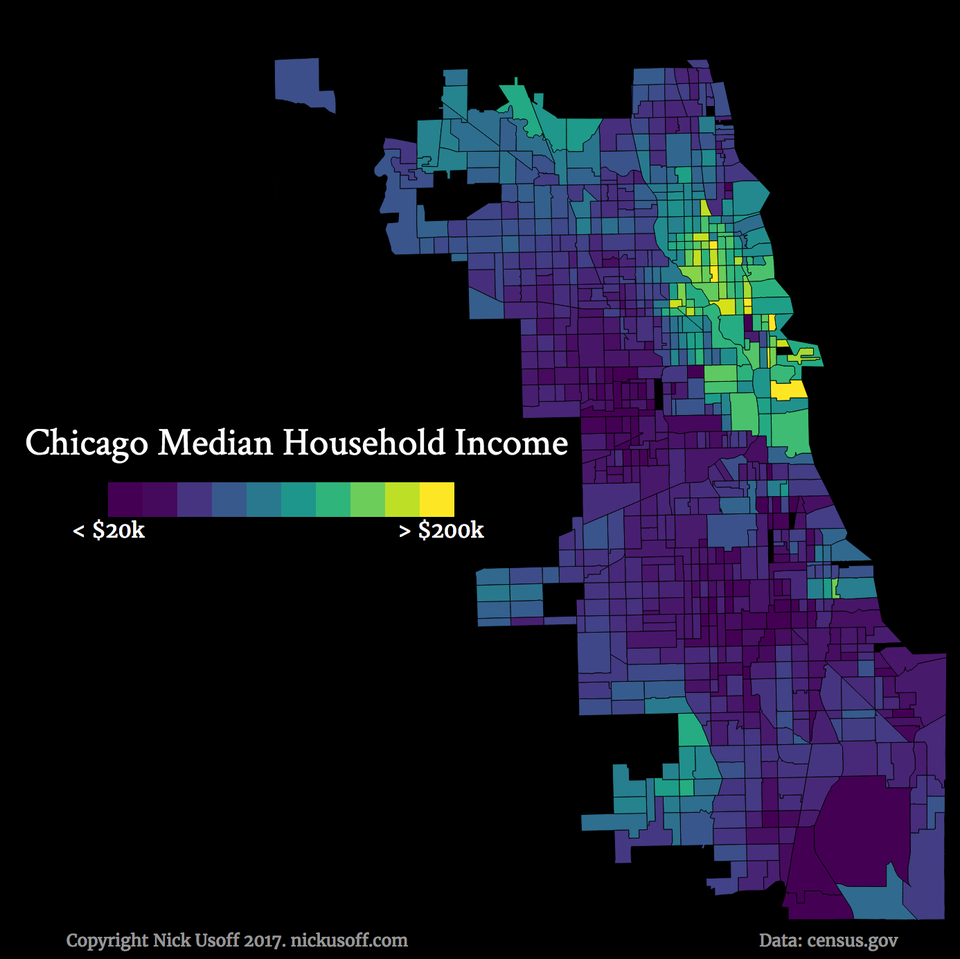 Chicago Median Household Income
< $20k > $200k
Copyright Nick Usoff 2017. nickusoff.com Data: census.gov